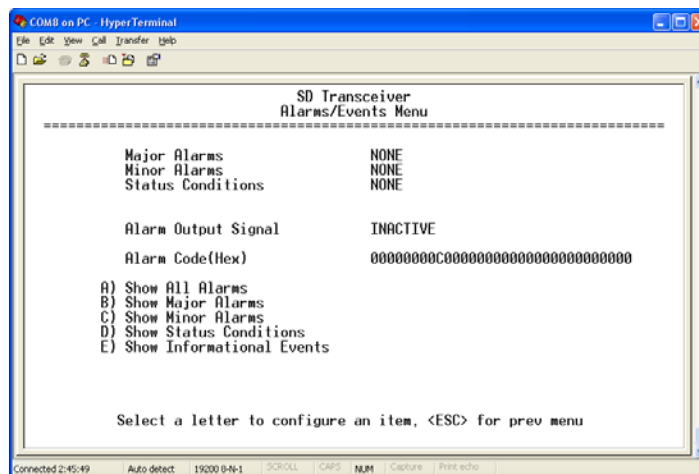 COM8 on PC - HyperTerminal
File Edit View Call Transfer Help
SD Transceiver
Alarms/Events Menu
================================================================================
Major Alarms NONE
Minor Alarms NONE
Status Conditions NONE
Alarm Output Signal INACTIVE
Alarm Code(Hex) 00000000C00000000000000000000000
A) Show All Alarms
B) Show Major Alarms
C) Show Minor Alarms
D) Show Status Conditions
E) Show Informational Events
Select a letter to configure an item, <ESC> for prev menu
Connected 2:45:49 Auto detect 19200 8-N-1 SCROLL CAPS NUM Capture Print echo